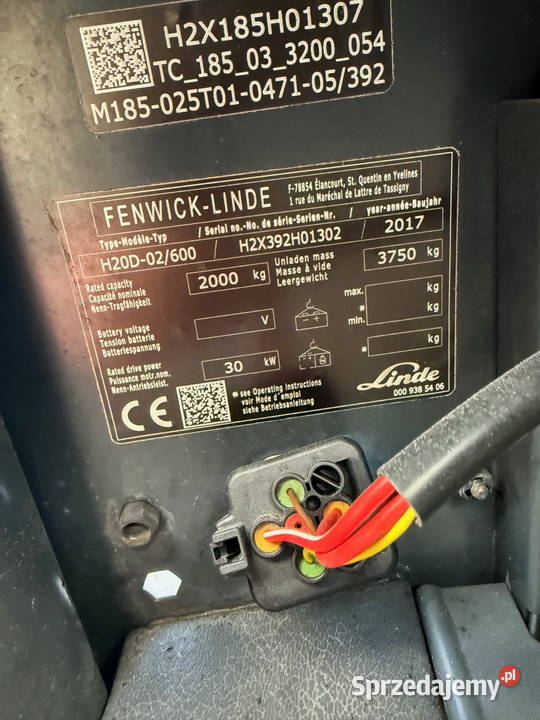 H2X185H01307
TC_185_03_3200_054
M185-025T01-0471-05/392
FENWICK-LINDE
F-78854 Élancourt, St. Quentin en Yvelines
1 rue du Maréchal de Lattre de Tassigny
Type-Modèle-Typ / Serial no.-No. de série-Serien-Nr. / year-année-Baujahr
H20D-02/600 H2X392H01302 2017
Rated capacity
Capacité nominale
Nenn-Tragfähigkeit
2000 kg
Unladen mass
Masse à vide
Leergewicht
3750 kg
Battery voltage
Tension batterie
Batteriespannung
V
- +
max. kg
* kg
min.
Rated drive power
Puissance motr.nom.
Nenn-Antriebsleist.
30 kW
* kg
CE
* see Operating instructions
voir Mode d'emploi
siehe Betriebsanleitung
Linde
000 938 54 06
Sprzedajemy.pl